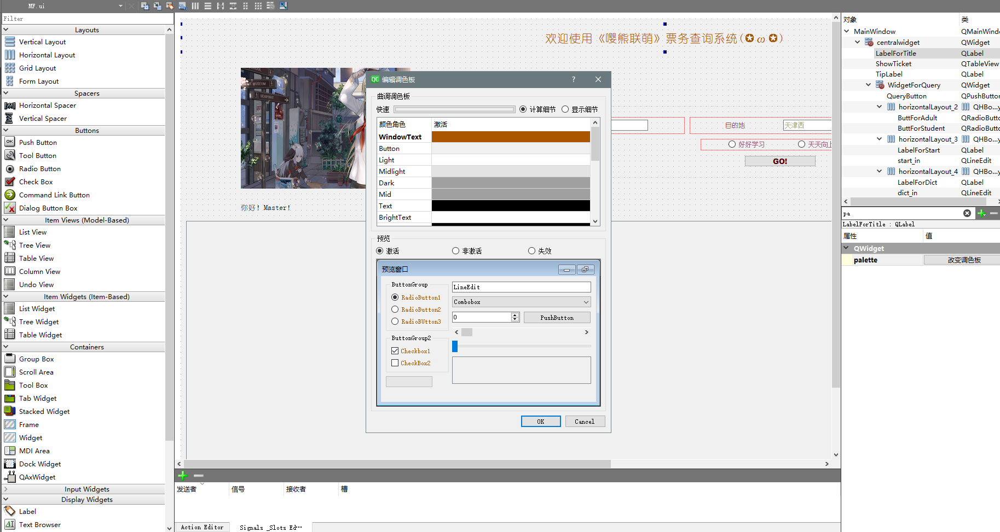 MF.ui
Filter
Layouts
Vertical Layout
Horizontal Layout
Grid Layout
Form Layout
Spacers
Horizontal Spacer
Vertical Spacer
Buttons
Push Button
Tool Button
Radio Button
Check Box
Command Link Button
Dialog Button Box
Item Views (Model-Based)
List View
Tree View
Table View
Column View
Undo View
Item Widgets (Item-Based)
List Widget
Tree Widget
Table Widget
Containers
Group Box
Scroll Area
Tool Box
Tab Widget
Stacked Widget
Frame
Widget
MDI Area
Dock Widget
QAxWidget
Input Widgets
Display Widgets
Label
Text Browser
欢迎使用《嘤熊联萌》票务查询系统(✪ω✪)
MUSEUM
SEAPORT
你好! Master!
目的地
天津西
好好学习
天天向上
GO!
QC 编辑调色板 ?
曲调调色板
快速 计算细节 显示细节
颜色角色 激活
WindowText
Button
Light
Midlight
Dark
Mid
Text
BrightText
预览
激活 非激活 失效
预览窗口
ButtonGroup
RadioButton1
RadioButton2
RadioBUtton3
ButtonGroup2
Checkbox1
CheckBox2
LineEdit
Combobox
0
PushButton
OK Cancel
发送者 信号 接收者 槽
Action Editor Signals _Slots Ed…
对象 类
MainWindow QMainWindo
centralwidget QWidget
LabelForTitle QLabel
ShowTicket QTableView
TipLabel QLabel
WidgetForQuery QWidget
QueryButton QPushButton
horizontalLayout_2 QHBo...y
ButtForAdult QRadioButto
ButtForStudent QRadioButto
horizontalLayout_3 QHBo...y
LabelForStart QLabel
start_in QLineEdit
horizontalLayout_4 QHBo...y
LabelForDict QLabel
dict_in QLineEdit
pa
LabelForTitle : QLabel
属性 值
QWidget
palette 改变调色板